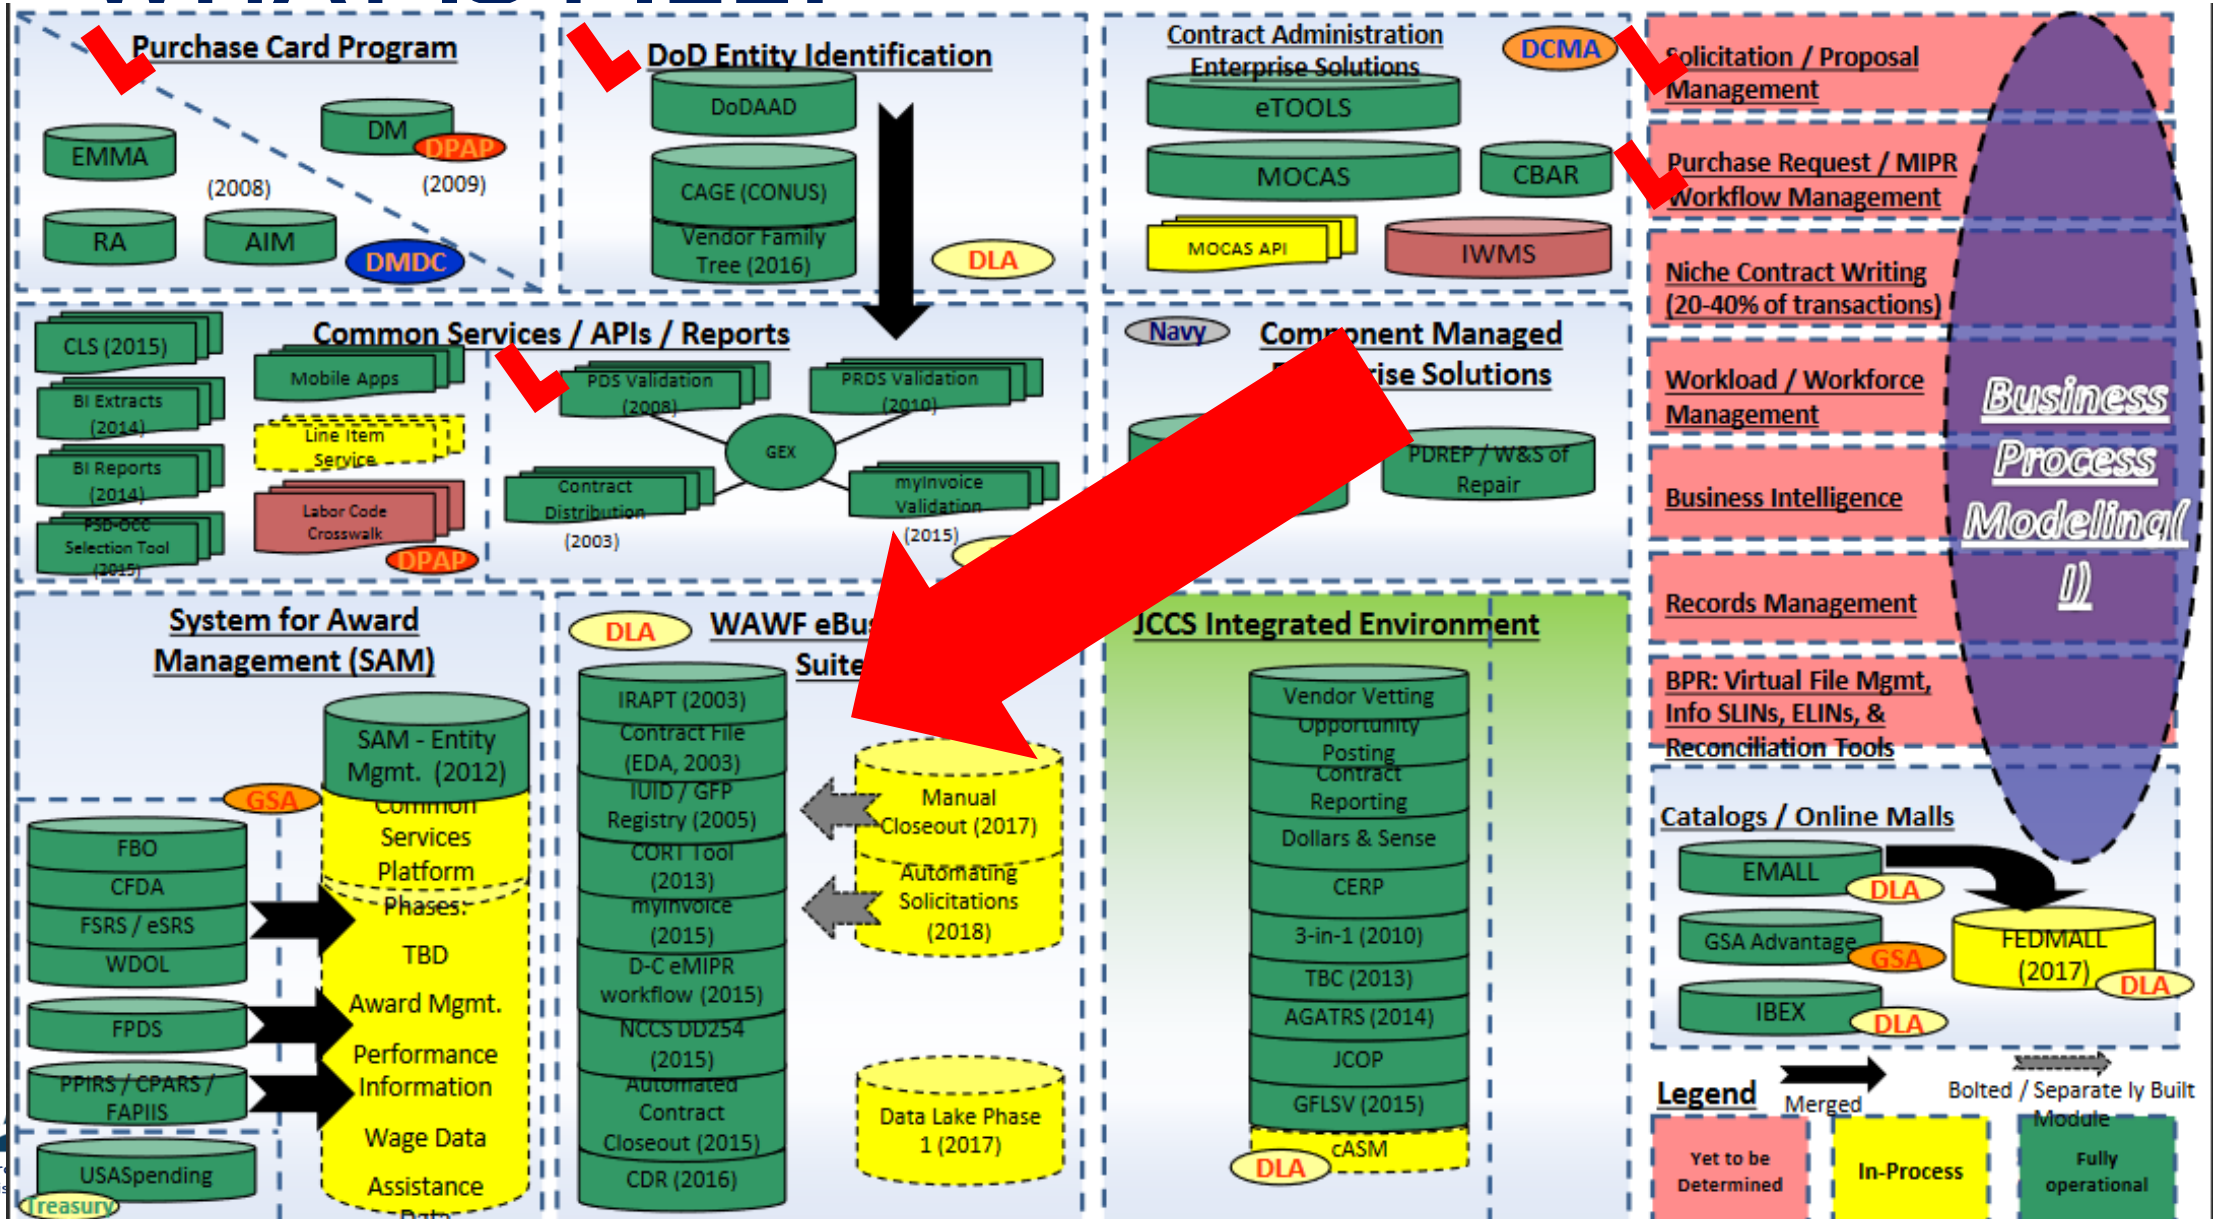 Purchase Card Program
EMMA
DM
DPAP
(2008)
(2009)
RA
AIM
DMDC
DoD Entity Identification
DoDAAD
CAGE (CONUS)
Vendor Family
Tree (2016)
DLA
Contract Administration
Enterprise Solutions
DCMA
eTOOLS
MOCAS
CBAR
MOCAS API
IWMS
Solicitation / Proposal
Management
Purchase Request / MIPR
Workflow Management
Niche Contract Writing
(20-40% of transactions)
Workload / Workforce
Management
Business Intelligence
Records Management
BPR: Virtual File Mgmt,
Info SLINs, ELINs, &
Reconciliation Tools
Business
Process
Modeling(
I)
Common Services / APIs / Reports
CLS (2015)
BI Extracts
(2014)
BI Reports
(2014)
PSD-OCC
Selection Tool
(2015)
Mobile Apps
Line Item
Service
Labor Code
Crosswalk
DPAP
PDS Validation
(2008)
PRDS Validation
(2010)
GEX
Contract
Distribution
(2003)
myInvoice
Validation
(2015)
Navy
Component Managed
rise Solutions
PDREP / W&S of
Repair
System for Award
Management (SAM)
SAM - Entity
Mgmt. (2012)
GSA
Common
Services
Platform
Phases:
TBD
Award Mgmt.
Performance
Information
Wage Data
Assistance
Data
FBO
CFDA
FSRS / eSRS
WDOL
FPDS
PPIRS / CPARS /
FAPIIS
USASpending
Treasury
DLA
WAWF eBus
Suite
IRAPT (2003)
Contract File
(EDA, 2003)
IUID / GFP
Registry (2005)
CORT Tool
(2013)
myInvoice
(2015)
D-C eMIPR
workflow (2015)
NCCS DD254
(2015)
Automated
Contract
Closeout (2015)
CDR (2016)
Manual
Closeout (2017)
Automating
Solicitations
(2018)
Data Lake Phase
1 (2017)
JCCS Integrated Environment
Vendor Vetting
Opportunity
Posting
Contract
Reporting
Dollars & Sense
CERP
3-in-1 (2010)
TBC (2013)
AGATRS (2014)
JCOP
GFLSV (2015)
cASM
DLA
Catalogs / Online Malls
EMALL
DLA
GSA Advantage
GSA
IBEX
DLA
FEDMALL
(2017)
DLA
Legend
Merged
Bolted / Separate ly Built
Module
Yet to be
Determined
In-Process
Fully
operational